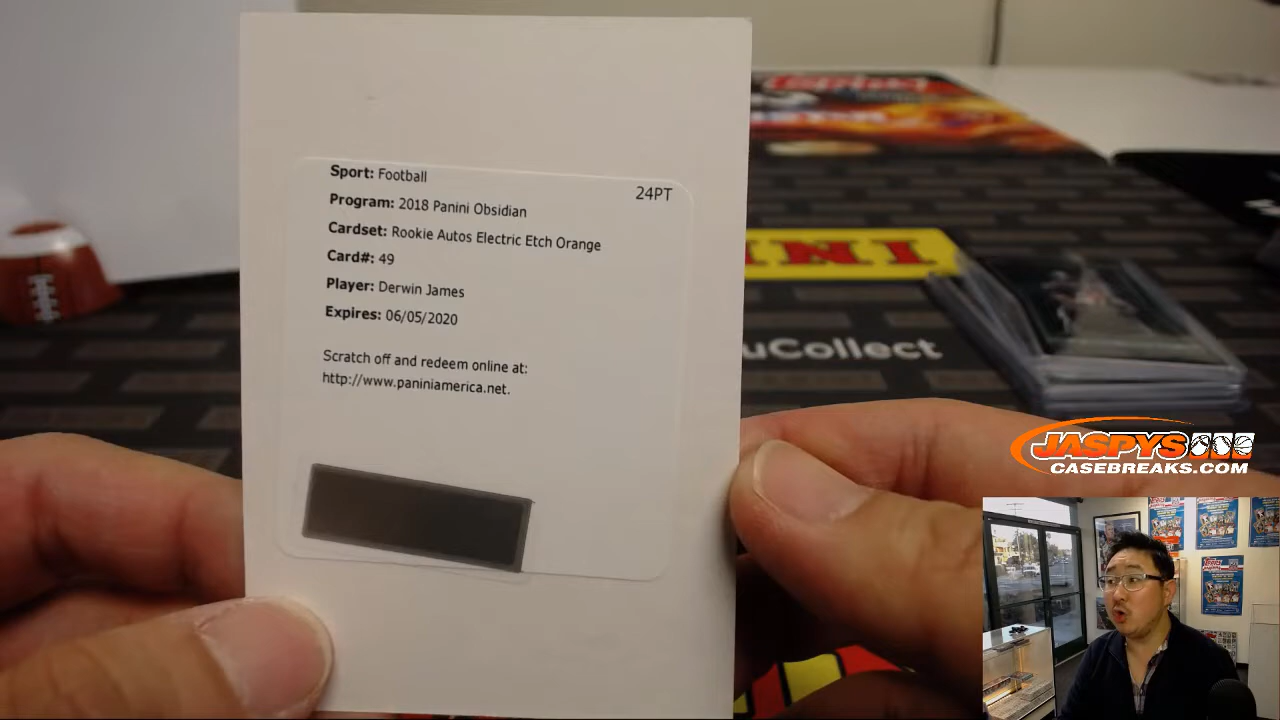 Sport: Football
24PT
Program: 2018 Panini Obsidian
Cardset: Rookie Autos Electric Etch Orange
Card#: 49
Player: Derwin James
Expires: 06/05/2020
Scratch off and redeem online at:
http://www.paniniamerica.net.
INI
uCollect
JASPYS
CASEBREAKS.COM